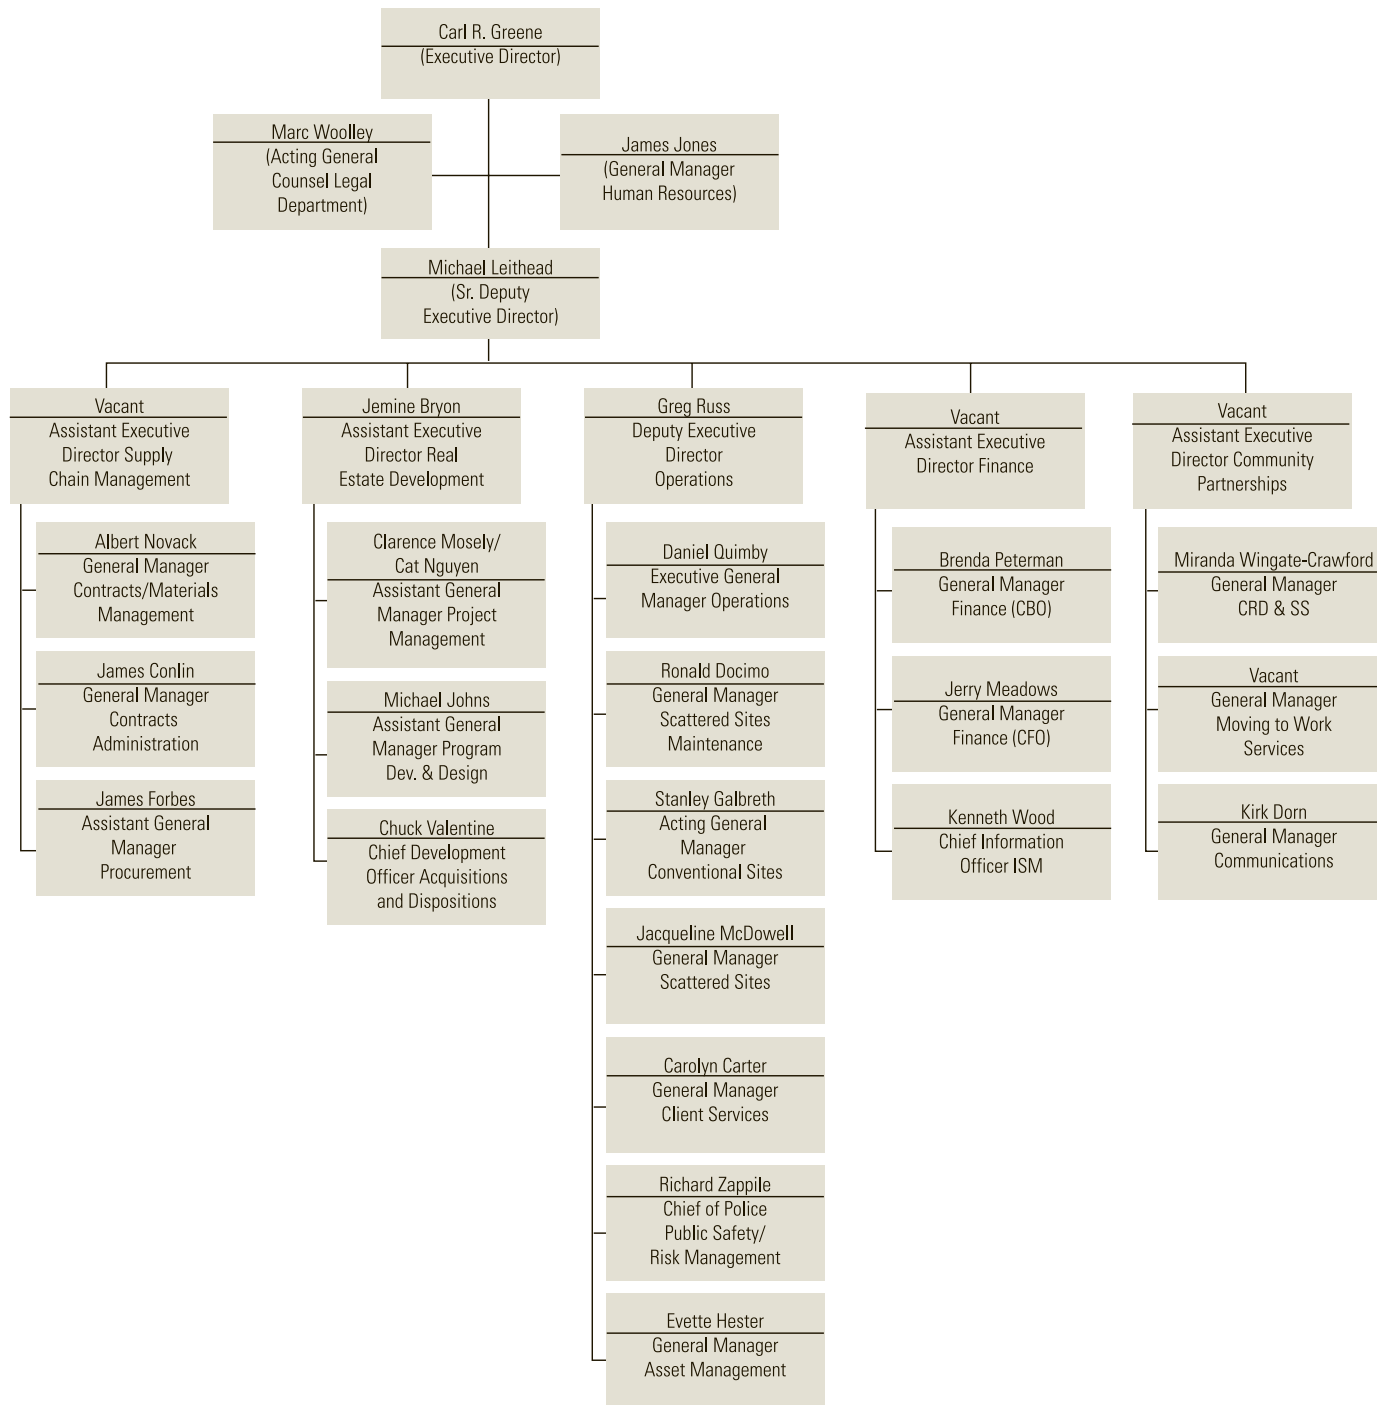 Carl R. Greene
(Executive Director)
Marc Woolley
(Acting General
Counsel Legal
Department)
James Jones
(General Manager
Human Resources)
Michael Leithead
(Sr. Deputy
Executive Director)
Vacant
Assistant Executive
Director Supply
Chain Management
Albert Novack
General Manager
Contracts/Materials
Management
James Conlin
General Manager
Contracts
Administration
James Forbes
Assistant General
Manager
Procurement
Jemine Bryon
Assistant Executive
Director Real
Estate Development
Clarence Mosely/
Cat Nguyen
Assistant General
Manager Project
Management
Michael Johns
Assistant General
Manager Program
Dev. & Design
Chuck Valentine
Chief Development
Officer Acquisitions
and Dispositions
Greg Russ
Deputy Executive
Director
Operations
Daniel Quimby
Executive General
Manager Operations
Ronald Docimo
General Manager
Scattered Sites
Maintenance
Stanley Galbreth
Acting General
Manager
Conventional Sites
Jacqueline McDowell
General Manager
Scattered Sites
Carolyn Carter
General Manager
Client Services
Richard Zappile
Chief of Police
Public Safety/
Risk Management
Evette Hester
General Manager
Asset Management
Vacant
Assistant Executive
Director Finance
Brenda Peterman
General Manager
Finance (CBO)
Jerry Meadows
General Manager
Finance (CFO)
Kenneth Wood
Chief Information
Officer ISM
Vacant
Assistant Executive
Director Community
Partnerships
Miranda Wingate-Crawford
General Manager
CRD & SS
Vacant
General Manager
Moving to Work
Services
Kirk Dorn
General Manager
Communications